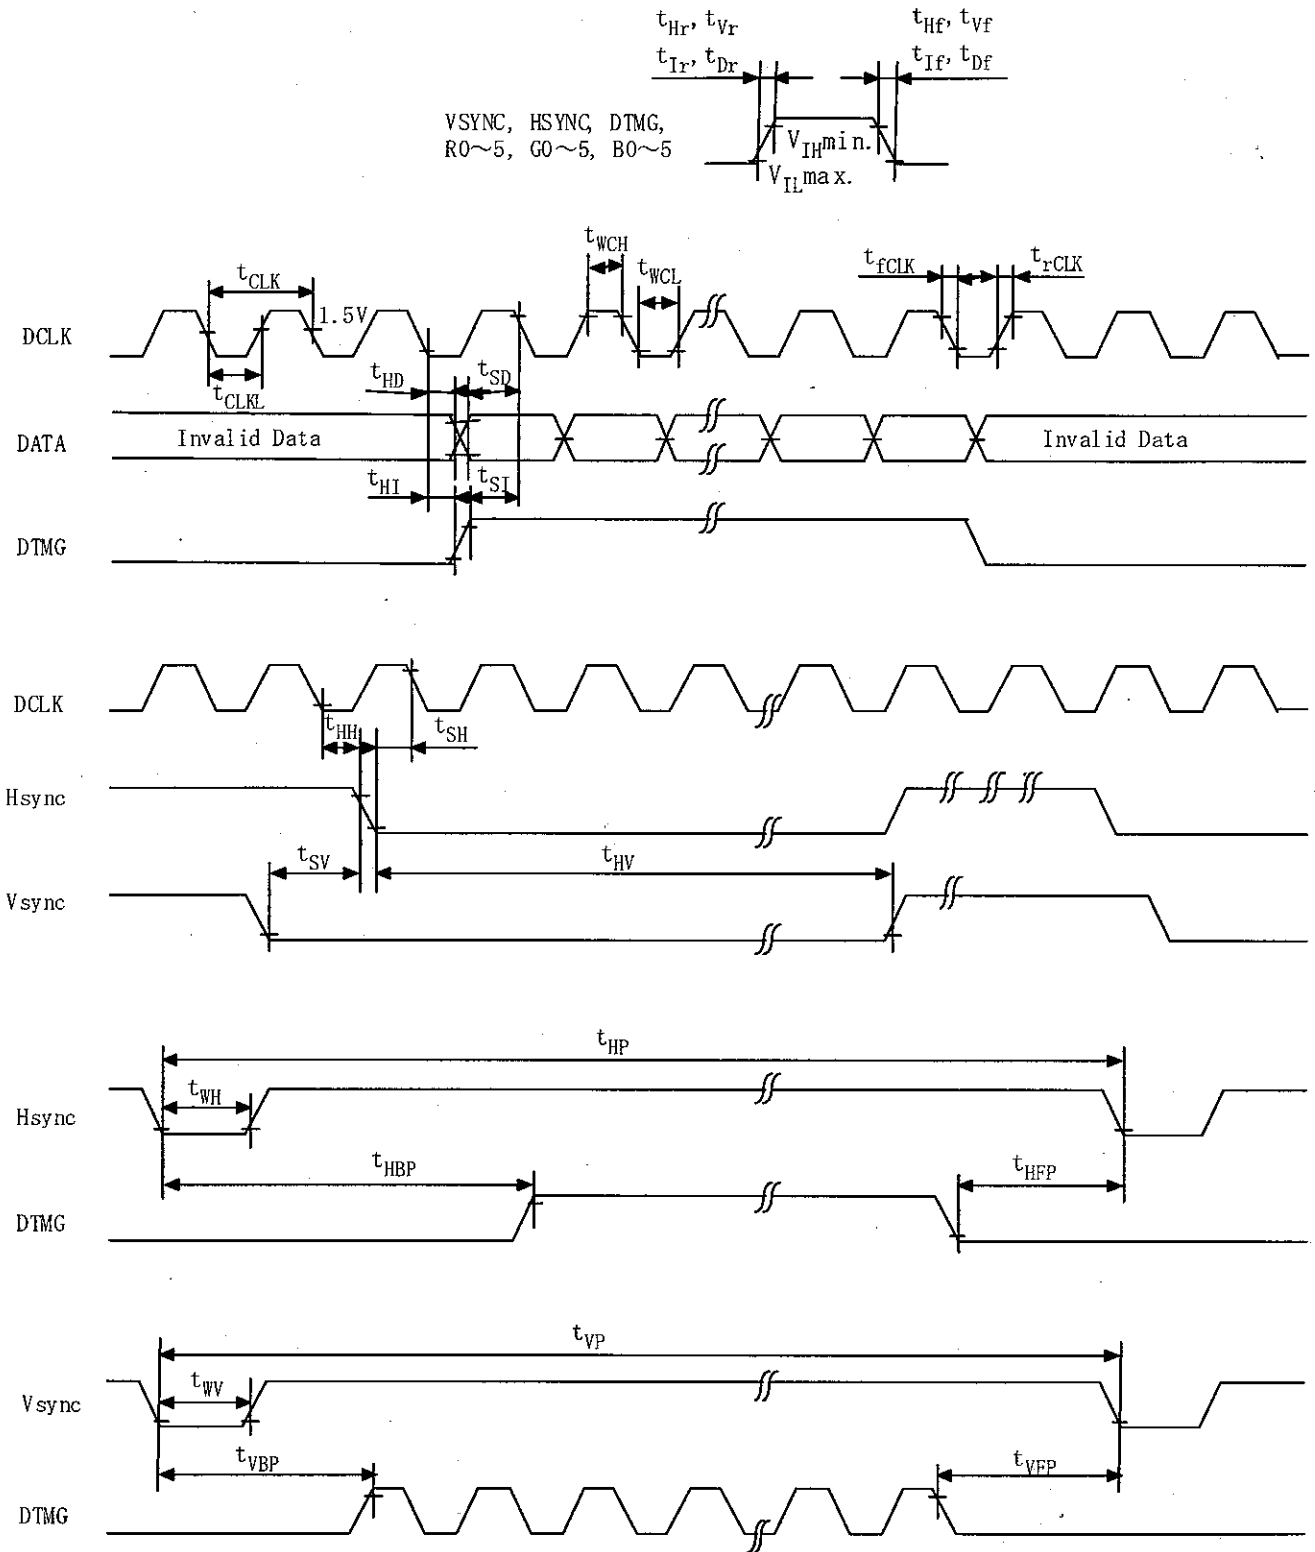 tHr, tVr
tIr, tDr
tHf, tVf
tIf, tDf
VSYNC, HSYNC, DTMG,
R0～5, G0～5, B0～5
VIHmin.
VILmax.
tCLK
1.5V
tWCH
tWCL
tfCLK
trCLK
DCLK
tCLKL
tHD
tSD
DATA
Invalid Data
Invalid Data
tHI
tSI
DTMG
DCLK
tHH
tSH
Hsync
tSV
tHV
Vsync
tHP
Hsync
tWH
tHBP
tHFP
DTMG
tVP
Vsync
tWV
tVBP
tVFP
DTMG